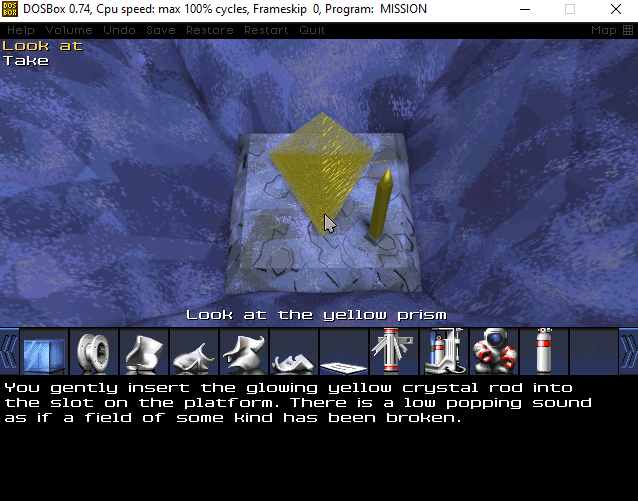 DOS
BOX
DOSBox 0.74, Cpu speed: max 100% cycles, Frameskip 0, Program: MISSION
Help Volume Undo Save Restore Restart Quit Map
Look at
Take
Look at the yellow prism
You gently insert the glowing yellow crystal rod into
the slot on the platform. There is a low popping sound
as if a field of some kind has been broken.